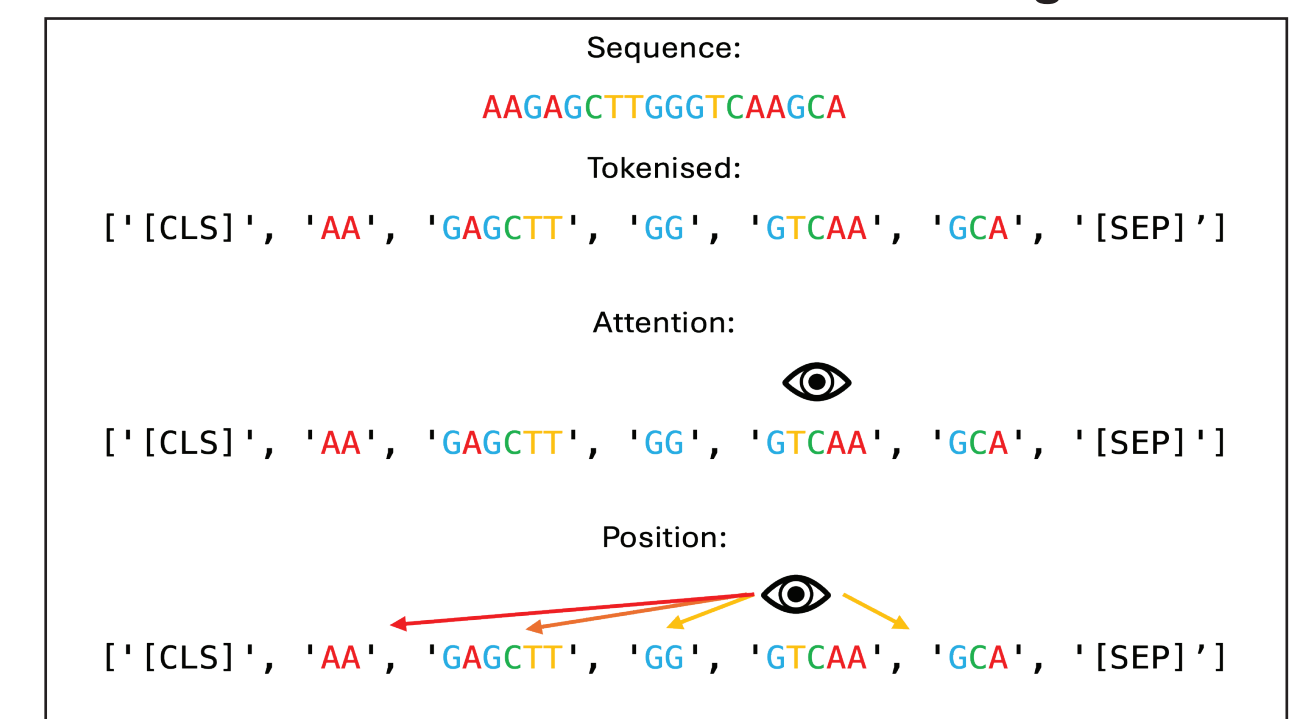 Sequence:
AAGAGCTTGGGTCAAGCA
Tokenised:
['[CLS]', 'AA', 'GAGCTT', 'GG', 'GTCAA', 'GCA', '[SEP]’]
Attention:
['[CLS]', 'AA', 'GAGCTT', 'GG', 'GTCAA', 'GCA', '[SEP]']
Position:
['[CLS]', 'AA', 'GAGCTT', 'GG', 'GTCAA', 'GCA', '[SEP]’]